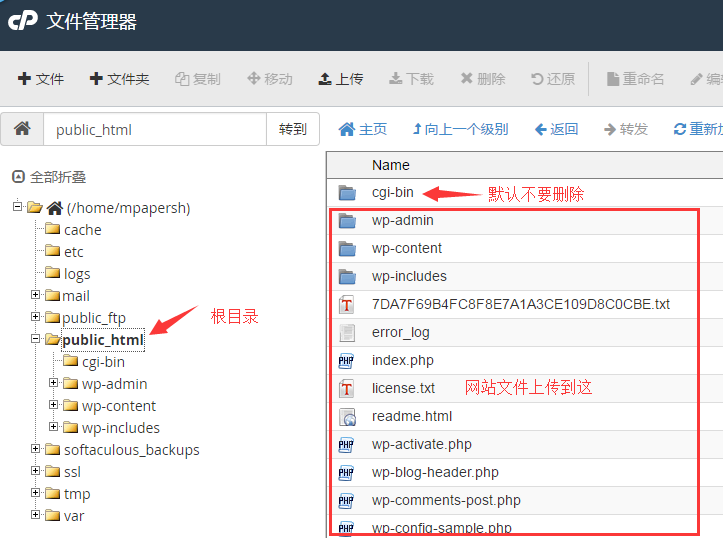 cP 文件管理器
文件 文件夹 复制 移动 上传 下载 删除 还原 重命名
public_html 转到 主页 向上一个级别 返回 转发
Name
全部折叠
(/home/mpapersh)
cache
etc
logs
mail
public_ftp
public_html
cgi-bin
wp-admin
wp-content
wp-includes
softaculous_backups
ssl
tmp
var
根目录
cgi-bin 默认不要删除
wp-admin
wp-content
wp-includes
7DA7F69B4FC8F8E7A1A3CE109D8C0CBE.txt
error_log
index.php
license.txt 网站文件上传到这
readme.html
wp-activate.php
wp-blog-header.php
wp-comments-post.php
wp-config-sample.php